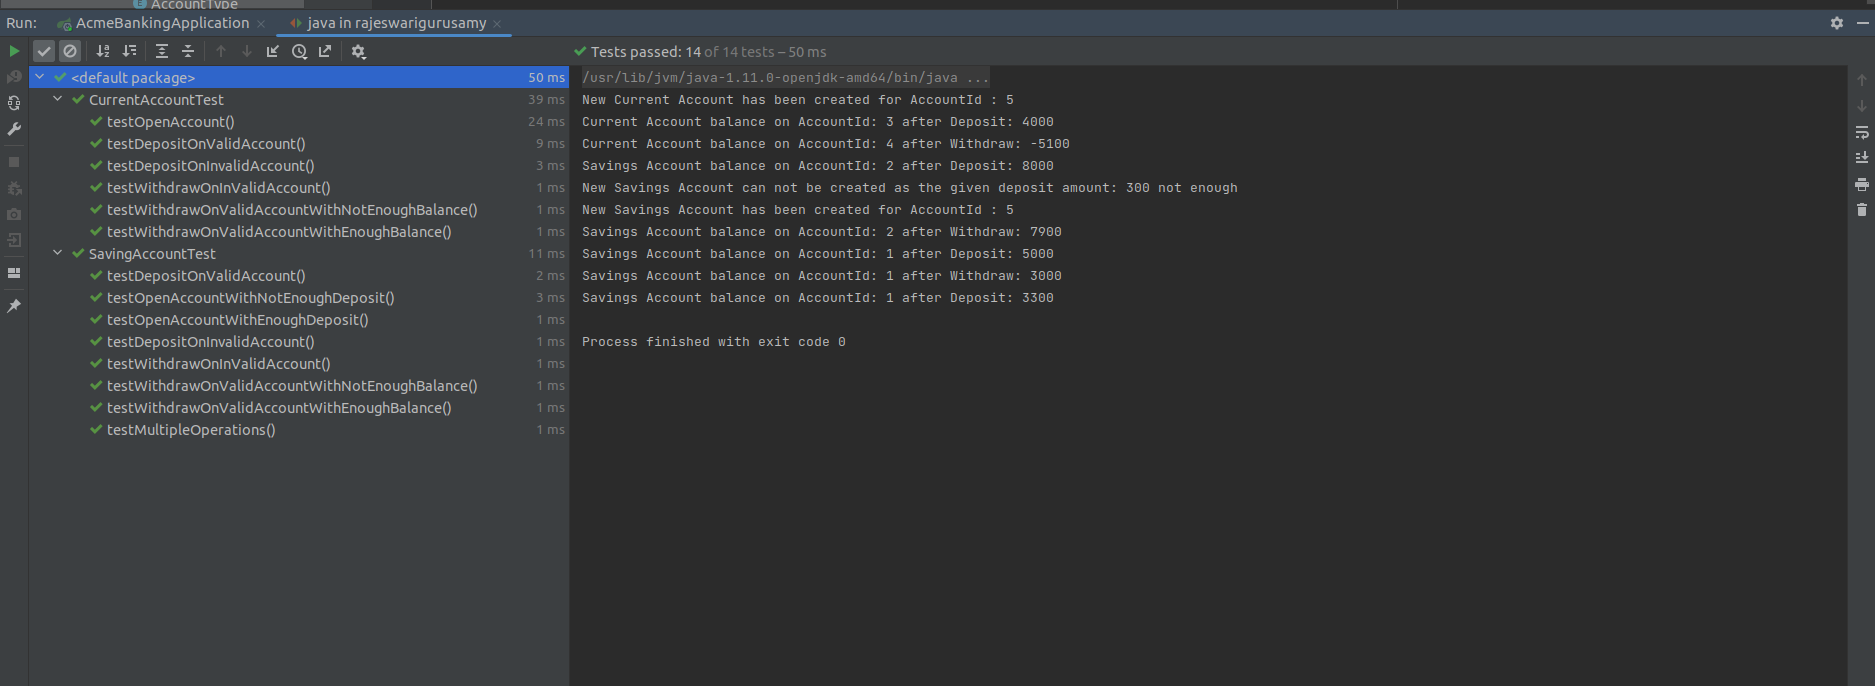 AccountType
Run: AcmeBankingApplication java in rajeswarigurusamy
Tests passed: 14 of 14 tests – 50 ms
<default package> 50 ms
CurrentAccountTest 39 ms
testOpenAccount() 24 ms
testDepositOnValidAccount() 9 ms
testDepositOnInvalidAccount() 3 ms
testWithdrawOnInValidAccount() 1 ms
testWithdrawOnValidAccountWithNotEnoughBalance() 1 ms
testWithdrawOnValidAccountWithEnoughBalance() 1 ms
SavingAccountTest 11 ms
testDepositOnValidAccount() 2 ms
testOpenAccountWithNotEnoughDeposit() 3 ms
testOpenAccountWithEnoughDeposit() 1 ms
testDepositOnInvalidAccount() 1 ms
testWithdrawOnInValidAccount() 1 ms
testWithdrawOnValidAccountWithNotEnoughBalance() 1 ms
testWithdrawOnValidAccountWithEnoughBalance() 1 ms
testMultipleOperations() 1 ms
/usr/lib/jvm/java-1.11.0-openjdk-amd64/bin/java ...
New Current Account has been created for AccountId : 5
Current Account balance on AccountId: 3 after Deposit: 4000
Current Account balance on AccountId: 4 after Withdraw: -5100
Savings Account balance on AccountId: 2 after Deposit: 8000
New Savings Account can not be created as the given deposit amount: 300 not enough
New Savings Account has been created for AccountId : 5
Savings Account balance on AccountId: 2 after Withdraw: 7900
Savings Account balance on AccountId: 1 after Deposit: 5000
Savings Account balance on AccountId: 1 after Withdraw: 3000
Savings Account balance on AccountId: 1 after Deposit: 3300
Process finished with exit code 0